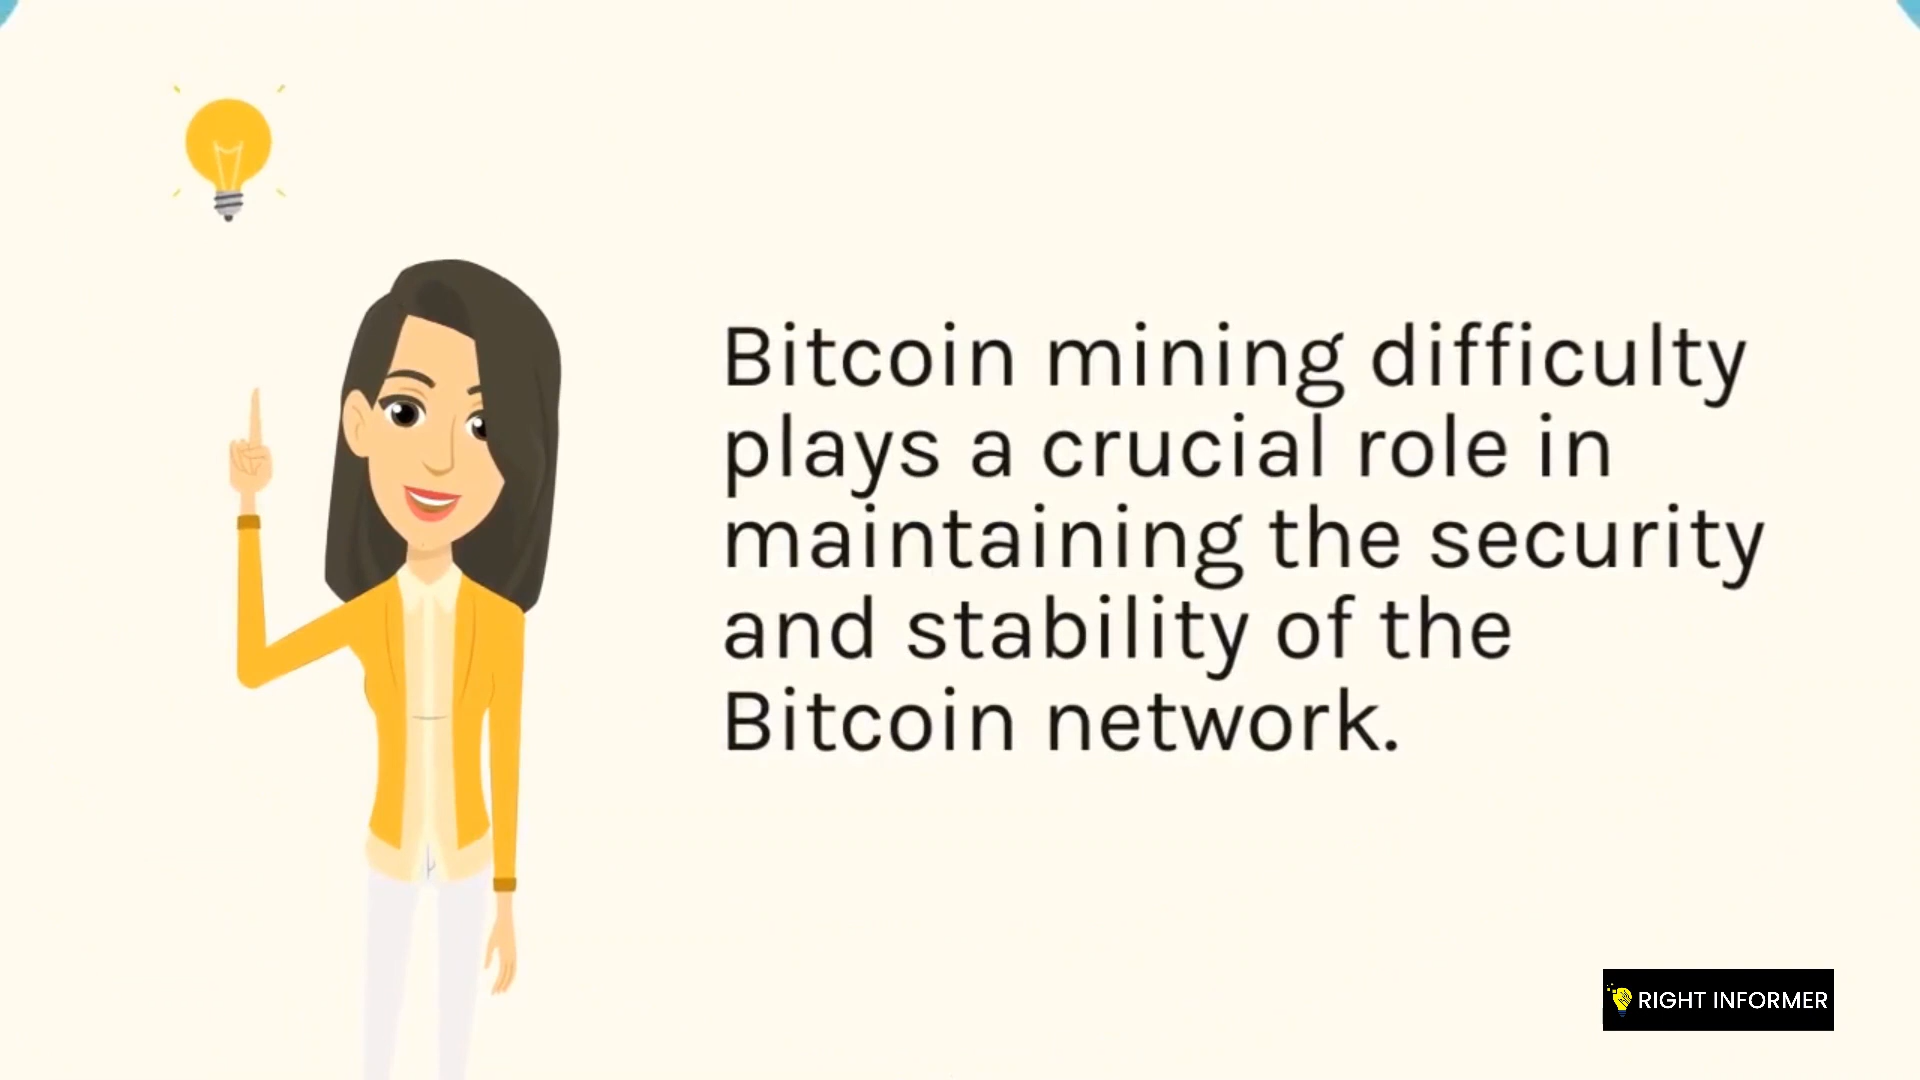 Bitcoin mining difficulty
plays a crucial role in
maintaining the security
and stability of the
Bitcoin network.
RIGHT INFORMER